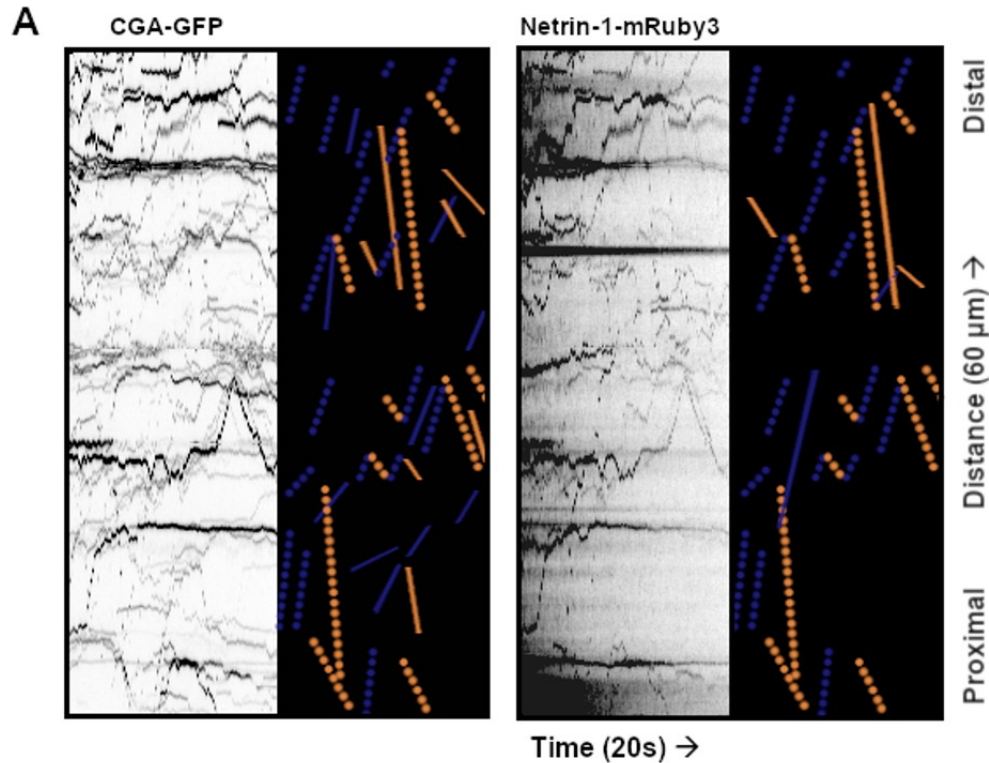 A
CGA-GFP
Netrin-1-mRuby3
Distal
Distance (60 µm) →
Proximal
Time (20s) →